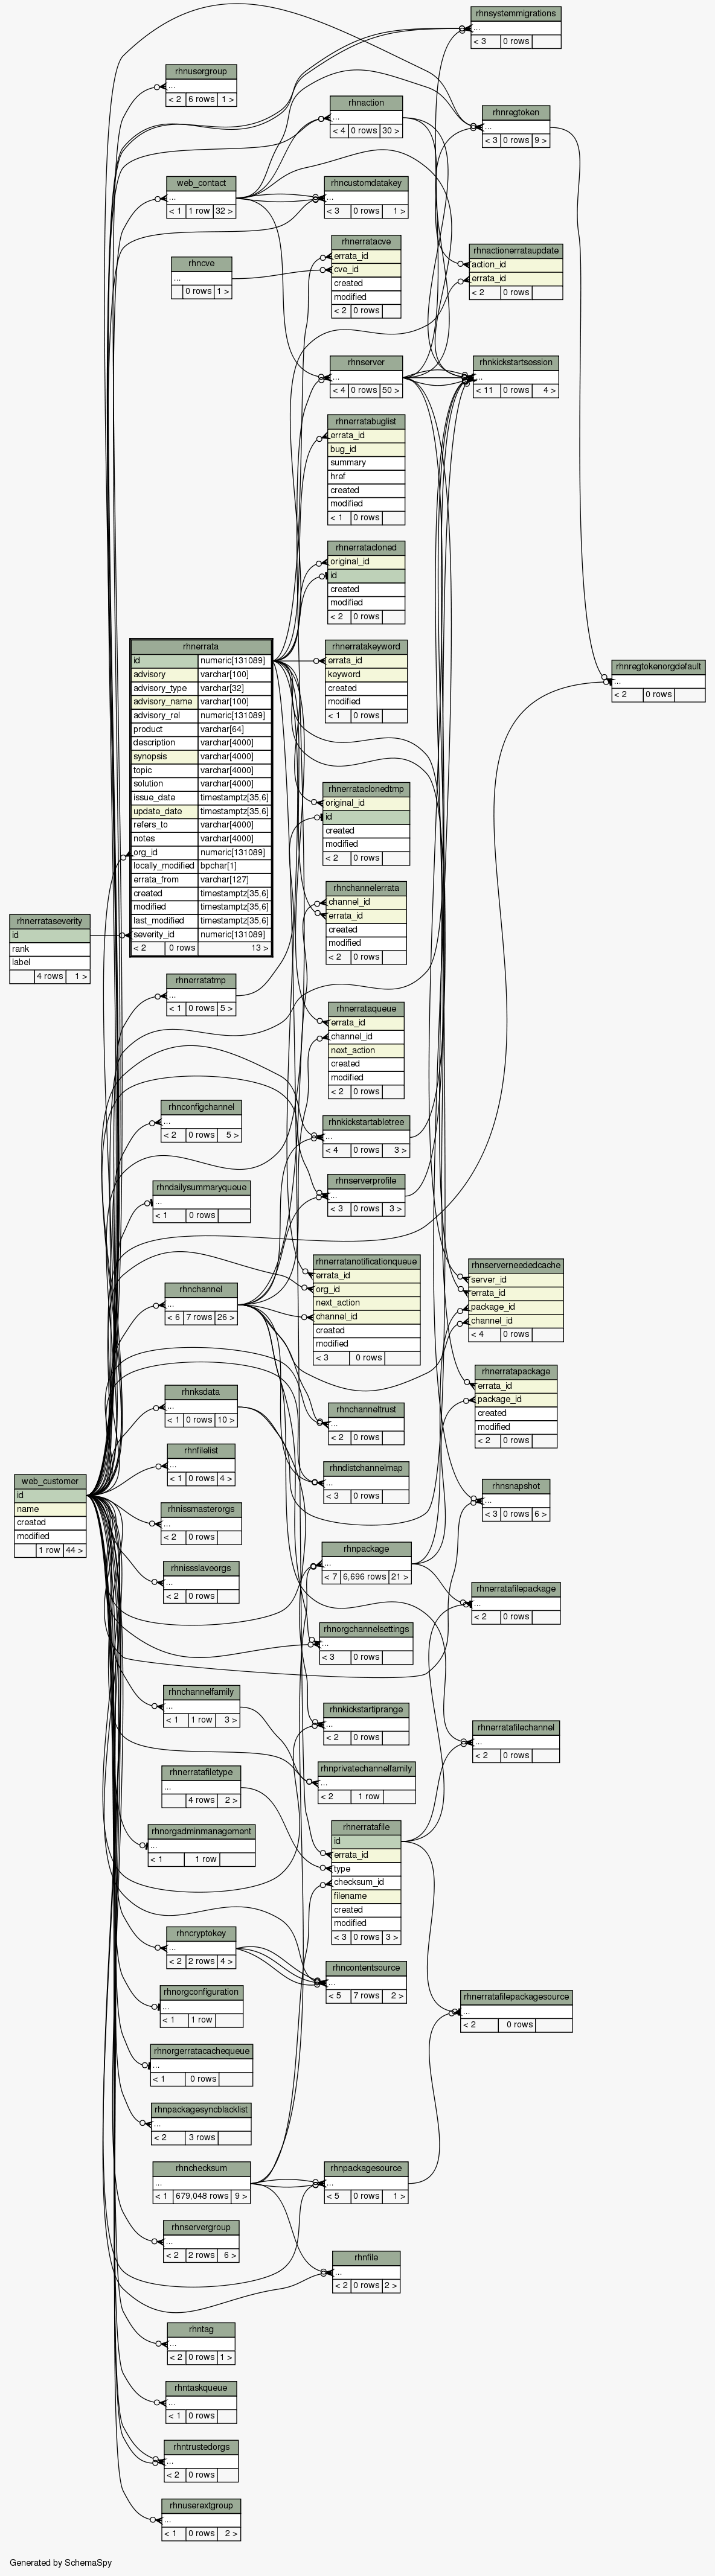 rhnsystemmigrations
...
< 3 0 rows
rhnusergroup
...
< 2 6 rows 1 >
rhnaction
...
< 4 0 rows 30 >
rhnregtoken
...
< 3 0 rows 9 >
web_contact
...
< 1 1 row 32 >
rhncustomdatakey
...
< 3 0 rows 1 >
rhnerratacve
errata_id
cve_id
created
modified
< 2 0 rows
rhncve
...
0 rows 1 >
rhnactionerrataupdate
action_id
errata_id
< 2 0 rows
rhnserver
...
< 4 0 rows 50 >
rhnkickstartsession
...
< 11 0 rows 4 >
rhnerratabuglist
errata_id
bug_id
summary
href
created
modified
< 1 0 rows
rhnerratacloned
original_id
id
created
modified
< 2 0 rows
rhnerrata
id numeric[131089]
advisory varchar[100]
advisory_type varchar[32]
advisory_name varchar[100]
advisory_rel numeric[131089]
product varchar[64]
description varchar[4000]
synopsis varchar[4000]
topic varchar[4000]
solution varchar[4000]
issue_date timestamptz[35,6]
update_date timestamptz[35,6]
refers_to varchar[4000]
notes varchar[4000]
org_id numeric[131089]
locally_modified bpchar[1]
errata_from varchar[127]
created timestamptz[35,6]
modified timestamptz[35,6]
last_modified timestamptz[35,6]
severity_id numeric[131089]
< 2 0 rows 13 >
rhnerratakeyword
errata_id
keyword
created
modified
< 1 0 rows
rhnregtokenorgdefault
...
< 2 0 rows
rhnerrataclonedtmp
original_id
id
created
modified
< 2 0 rows
rhnchannelerrata
channel_id
errata_id
created
modified
< 2 0 rows
rhnerrataseverity
id
rank
label
4 rows 1 >
rhnerratatmp
...
< 1 0 rows 5 >
rhnerrataqueue
errata_id
channel_id
next_action
created
modified
< 2 0 rows
rhnconfigchannel
...
< 2 0 rows 5 >
rhnkickstartabletree
...
< 4 0 rows 3 >
rhndailysummaryqueue
...
< 1 0 rows
rhnserverprofile
...
< 3 0 rows 3 >
rhnerratanotificationqueue
errata_id
org_id
next_action
channel_id
created
modified
< 3 0 rows
rhnserverneededcache
server_id
errata_id
package_id
channel_id
< 4 0 rows
rhnchannel
...
< 6 7 rows 26 >
rhnerratapackage
errata_id
package_id
created
modified
< 2 0 rows
rhnksdata
...
< 1 0 rows 10 >
rhnchanneltrust
...
< 2 0 rows
rhnfilelist
...
< 1 0 rows 4 >
rhndistchannelmap
...
< 3 0 rows
web_customer
id
name
created
modified
1 row 44 >
rhnsnapshot
...
< 3 0 rows 6 >
rhnissmasterorgs
...
< 2 0 rows
rhnpackage
...
< 7 6,696 rows 21 >
rhnissslaveorgs
...
< 2 0 rows
rhnerratafilepackage
...
< 2 0 rows
rhnorgchannelsettings
...
< 3 0 rows
rhnchannelfamily
...
< 1 1 row 3 >
rhnkickstartiprange
...
< 2 0 rows
rhnerratafilechannel
...
< 2 0 rows
rhnerratafiletype
...
4 rows 2 >
rhnprivatechannelfamily
...
< 2 1 row
rhnorgadminmanagement
...
< 1 1 row
rhnerratafile
id
errata_id
type
checksum_id
filename
created
modified
< 3 0 rows 3 >
rhncryptokey
...
< 2 2 rows 4 >
rhncontentsource
...
< 5 7 rows 2 >
rhnorgconfiguration
...
< 1 1 row
rhnerratafilepackagesource
...
< 2 0 rows
rhnorgerratacachequeue
...
< 1 0 rows
rhnpackagesyncblacklist
...
< 2 3 rows
rhnchecksum
...
< 1 679,048 rows 9 >
rhnpackagesource
...
< 5 0 rows 1 >
rhnservergroup
...
< 2 2 rows 6 >
rhnfile
...
< 2 0 rows 2 >
rhntag
...
< 2 0 rows 1 >
rhntaskqueue
...
< 1 0 rows
rhntrustedorgs
...
< 2 0 rows
rhnuserextgroup
...
< 1 0 rows 2 >
Generated by SchemaSpy